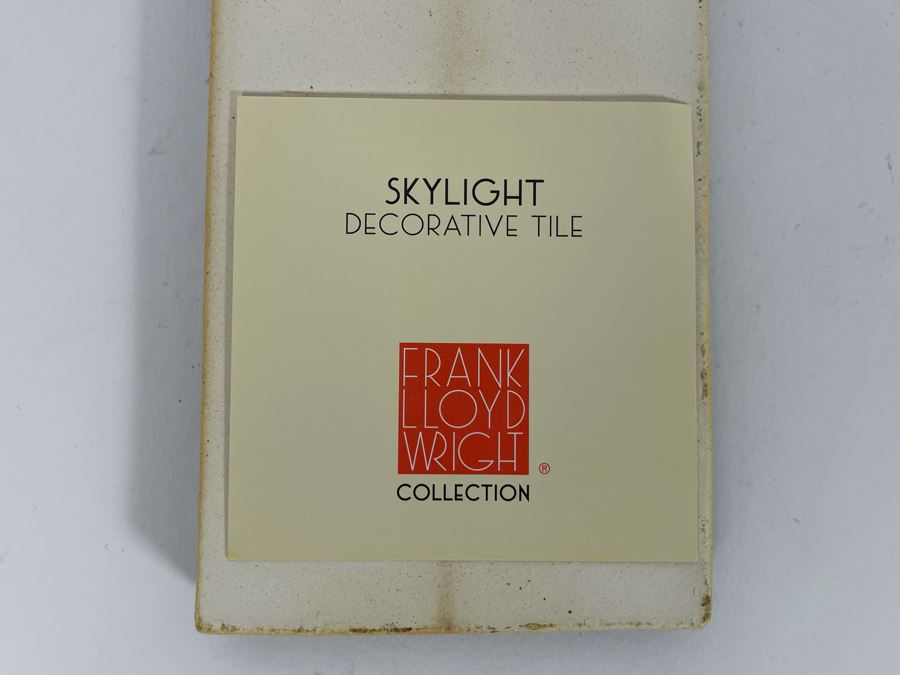 SKYLIGHT
DECORATIVE TILE
FRANK
LLOYD
WRIGHT
®
COLLECTION